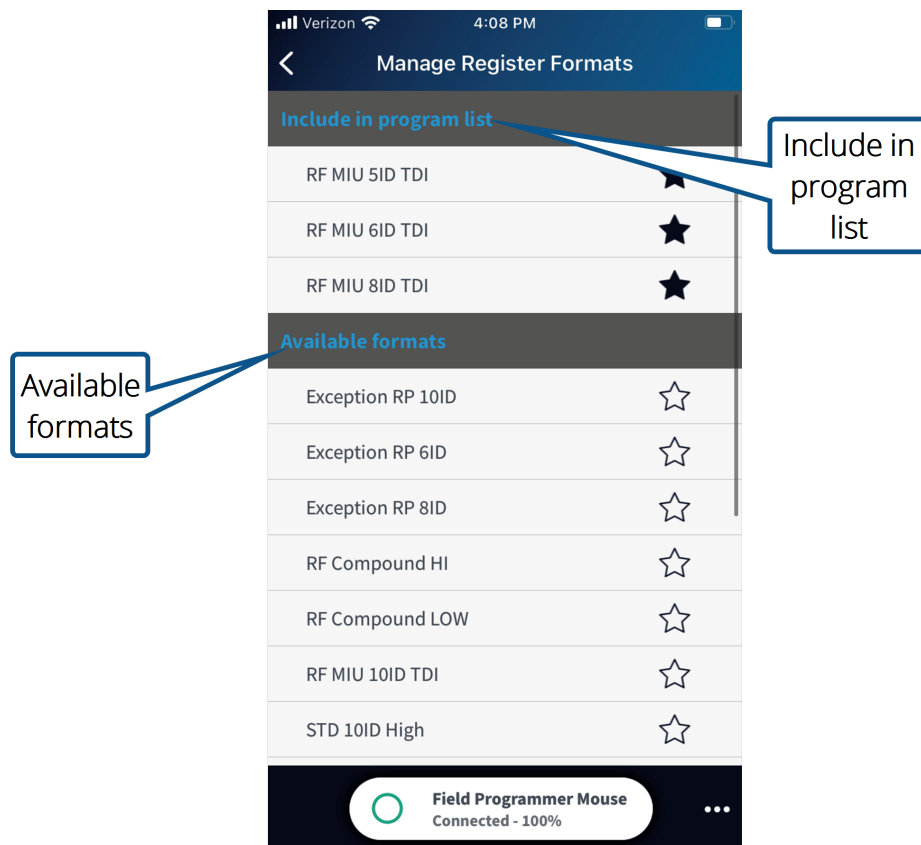 Verizon 4:08 PM
Manage Register Formats
Include in program list
Include in
program
list
RF MIU 5ID TDI
RF MIU 6ID TDI
RF MIU 8ID TDI
Available formats
Available
formats
Exception RP 10ID
Exception RP 6ID
Exception RP 8ID
RF Compound HI
RF Compound LOW
RF MIU 10ID TDI
STD 10ID High
Field Programmer Mouse
Connected - 100%